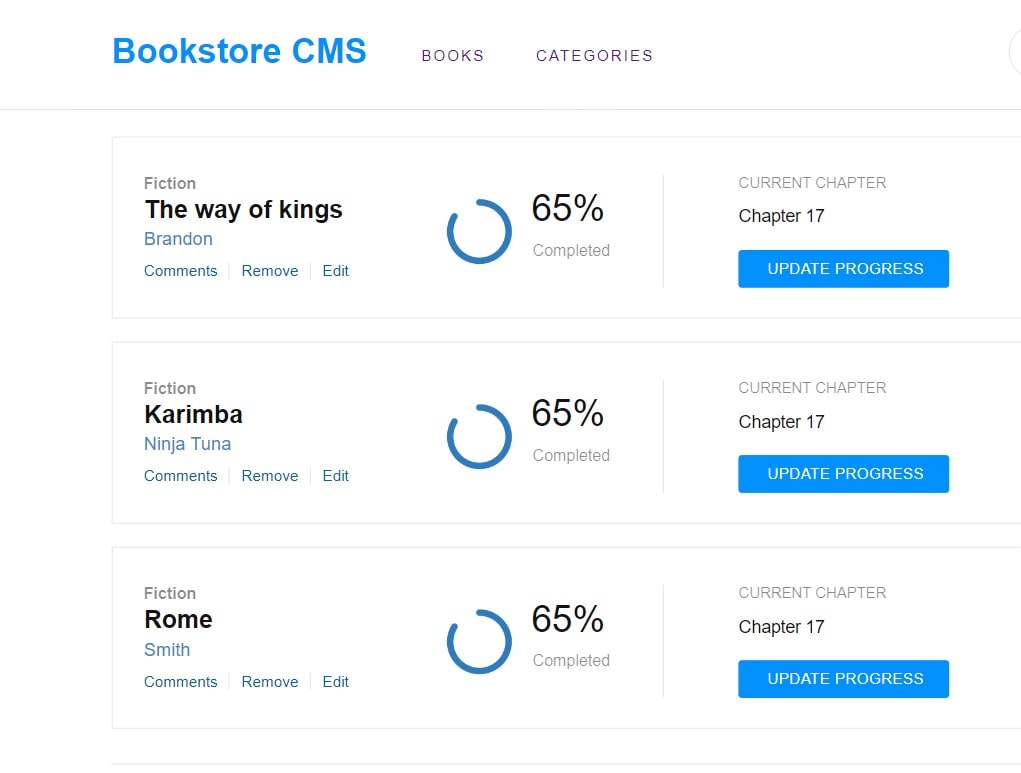 Bookstore CMS BOOKS CATEGORIES
Fiction
The way of kings
Brandon
Comments Remove Edit
65%
Completed
CURRENT CHAPTER
Chapter 17
UPDATE PROGRESS
Fiction
Karimba
Ninja Tuna
Comments Remove Edit
65%
Completed
CURRENT CHAPTER
Chapter 17
UPDATE PROGRESS
Fiction
Rome
Smith
Comments Remove Edit
65%
Completed
CURRENT CHAPTER
Chapter 17
UPDATE PROGRESS